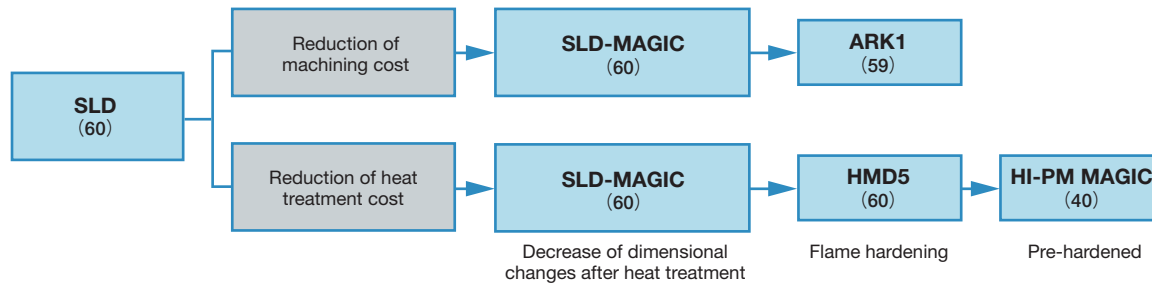 SLD
（60）
Reduction of
machining cost
SLD-MAGIC
（60）
ARK1
（59）
Reduction of heat
treatment cost
SLD-MAGIC
（60）
Decrease of dimensional
changes after heat treatment
HMD5
（60）
Flame hardening
HI-PM MAGIC
（40）
Pre-hardened